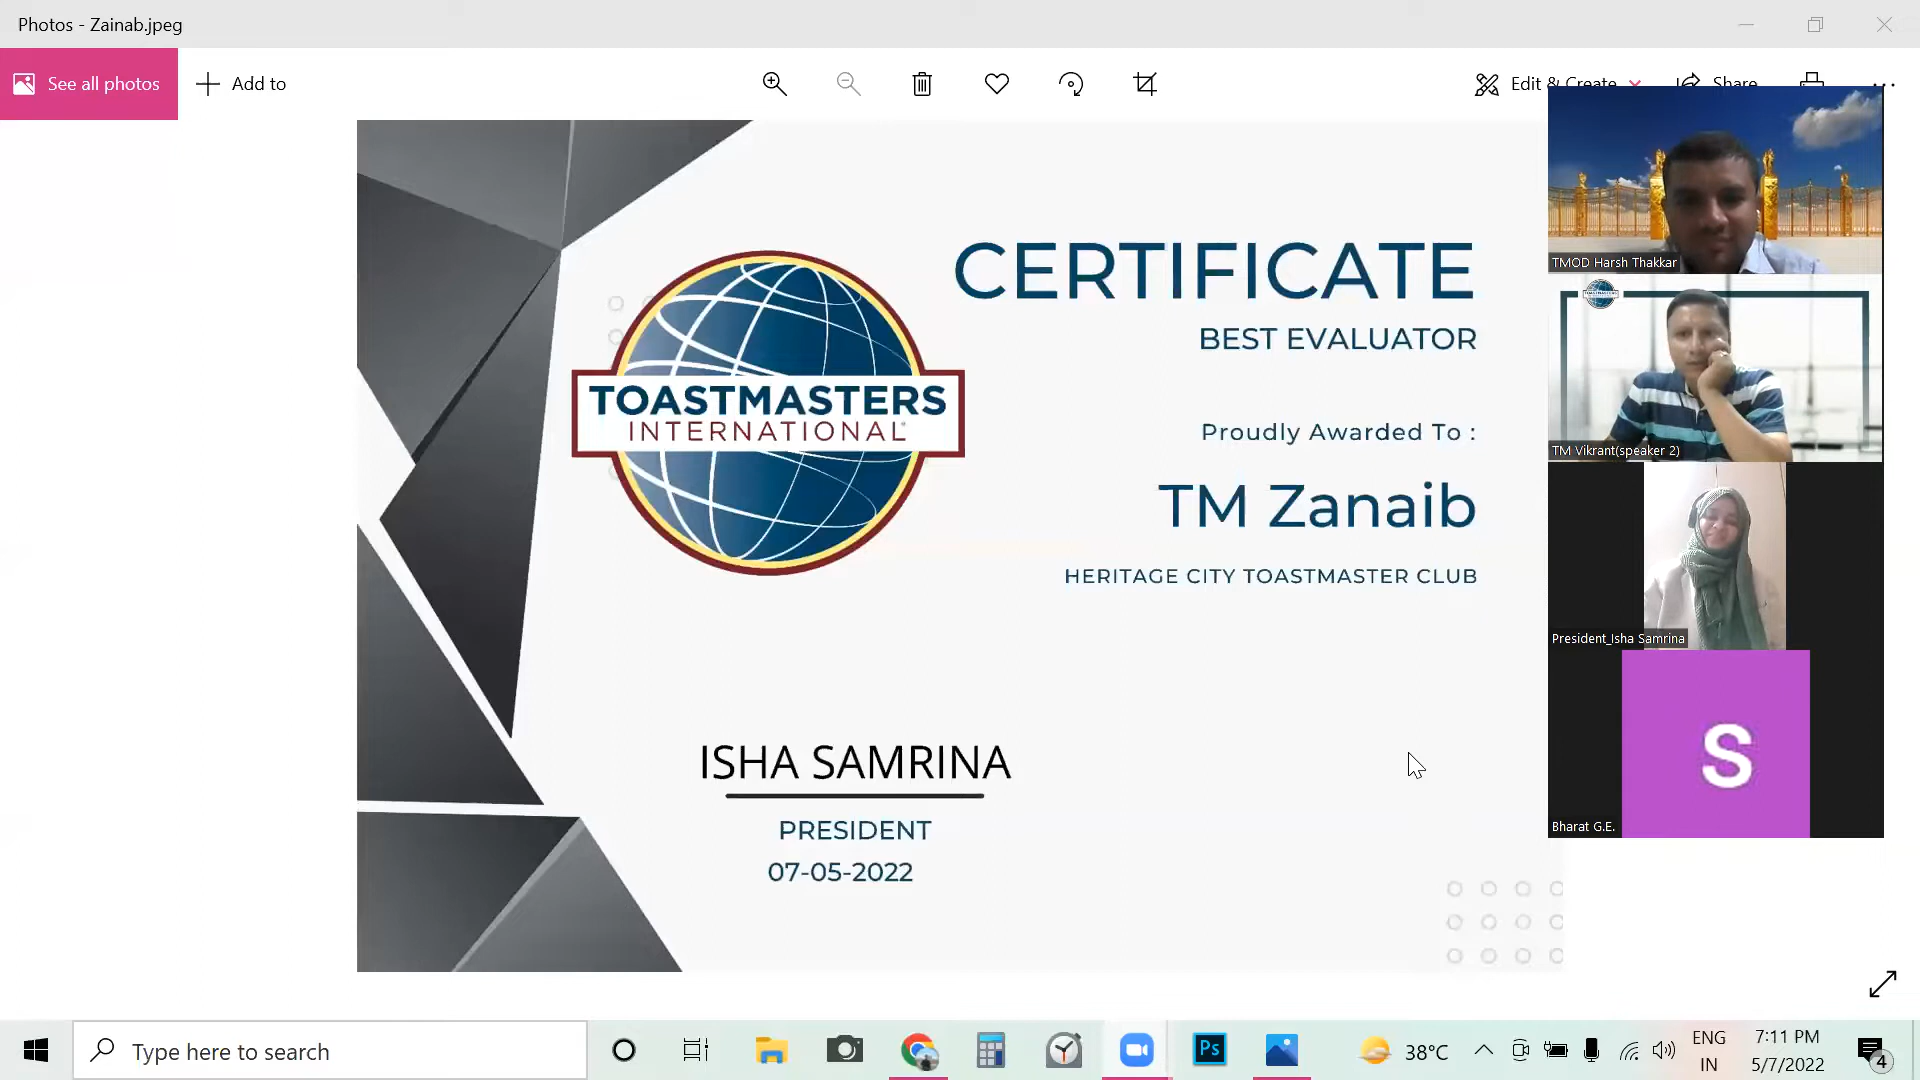 Photos - Zainab.jpeg
See all photos
Add to
Edit & Create
Share
CERTIFICATE
BEST EVALUATOR
TOASTMASTERS
INTERNATIONAL
Proudly Awarded To :
TM Zanaib
HERITAGE CITY TOASTMASTER CLUB
ISHA SAMRINA
PRESIDENT
07-05-2022
TMOD Harsh Thakkar
TM Vikrant(speaker 2)
President_Isha Samrina
S
Bharat G.E.
Type here to search
Ps
38°C
ENG
IN
7:11 PM
5/7/2022
4